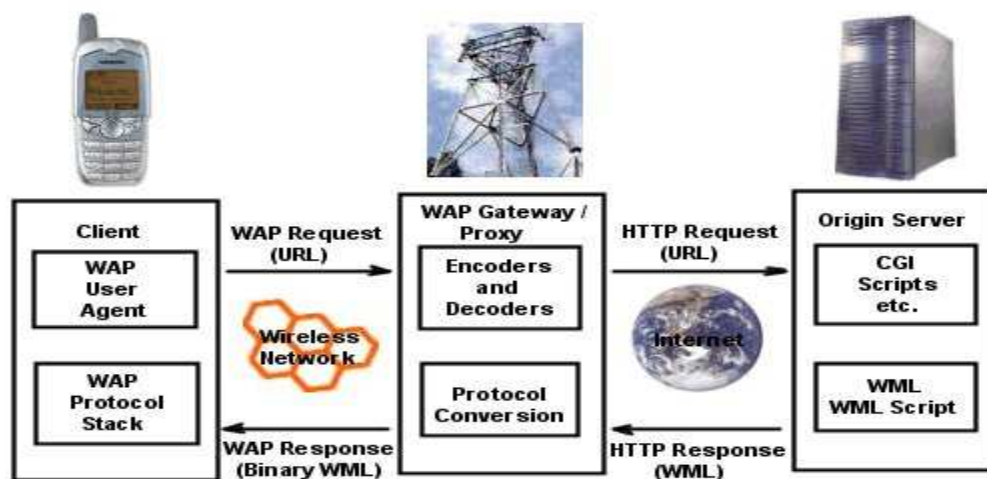 Client
WAP
User
Agent
WAP
Protocol
Stack
WAP Request
(URL)
Wireless
Network
WAP Response
(Binary WML)
WAP Gateway /
Proxy
Encoders
and
Decoders
Protocol
Conversion
HTTP Request
(URL)
Internet
HTTP Response
(WML)
Origin Server
CGI
Scripts
etc.
WML
WML Script